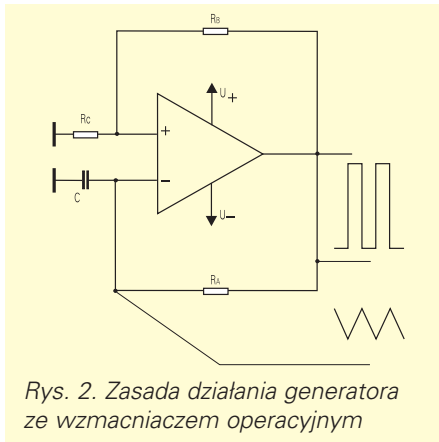 RB
U+
RC
+
−
C
U−
RA
Rys. 2. Zasada działania generatora
ze wzmacniaczem operacyjnym